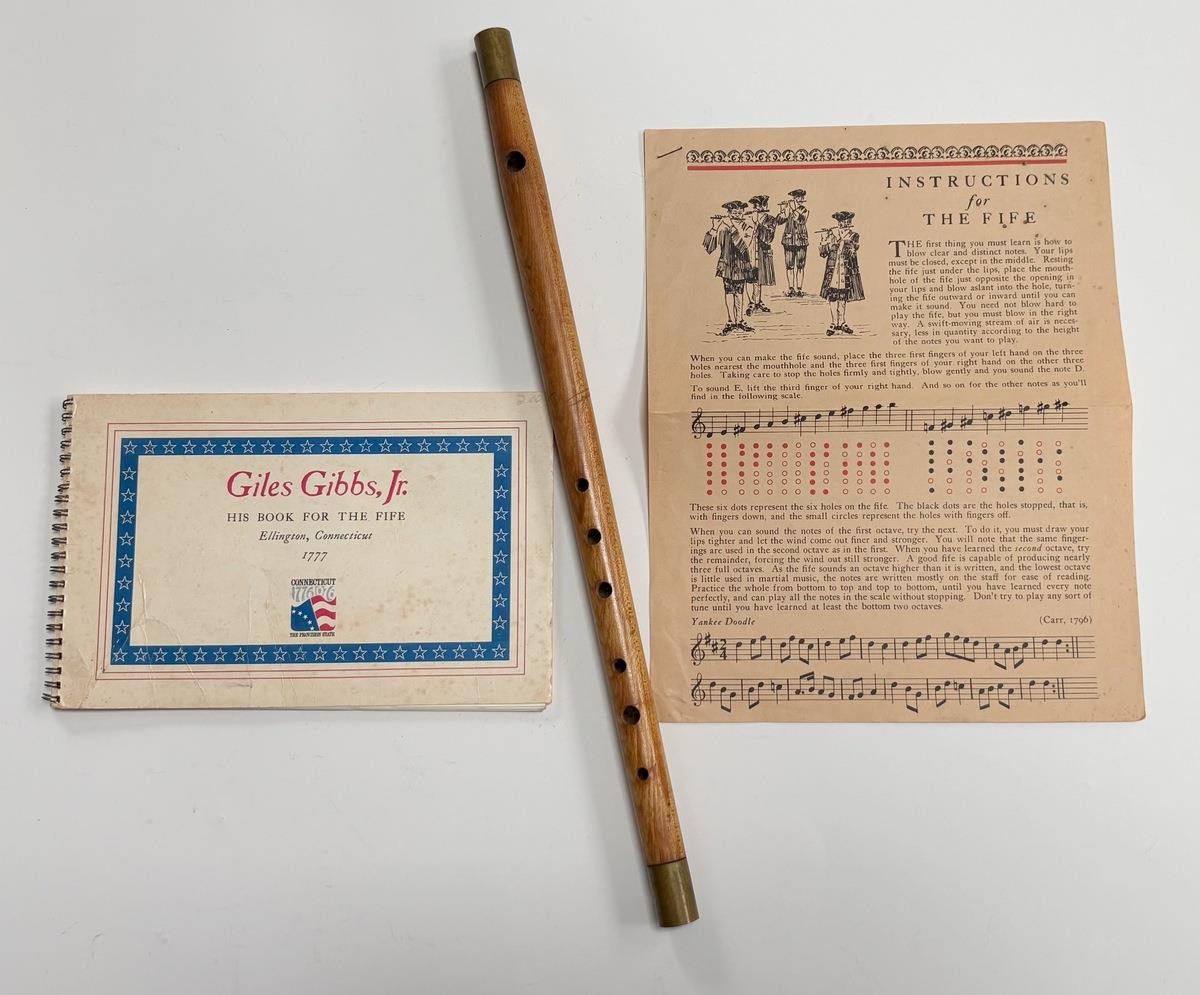 Giles Gibbs, Jr.
HIS BOOK FOR THE FIFE
Ellington, Connecticut
1777
CONNECTICUT
1776 1976
THE PROVISION STATE
INSTRUCTIONS
for
THE FIFE
THE first thing you must learn is how to
blow clear and distinct notes. Your lips
must be closed, except in the middle. Resting
the fife just under the lips, place the mouth-
hole of the fife just opposite the opening in
your lips and blow aslant into the hole, turn-
ing the fife outward or inward until you can
make it sound. You need not blow hard to
play the fife, but you must blow in the right
way. A swift-moving stream of air is neces-
sary, less in quantity according to the height
of the notes you want to play.
When you can make the fife sound, place the three first fingers of your left hand on the three
holes nearest the mouthhole and the three first fingers of your right hand on the other three
holes. Taking care to stop the holes firmly and tightly, blow gently and you sound the note D.
To sound E, lift the third finger of your right hand. And so on for the other notes as you'll
find in the following scale.
These six dots represent the six holes on the fife. The black dots are the holes stopped, that is,
with fingers down, and the small circles represent the holes with fingers off.
When you can sound the notes of the first octave, try the next. To do it, you must draw your
lips tighter and let the wind come out finer and stronger. You will note that the same finger-
ings are used in the second octave as in the first. When you have learned the second octave, try
the remainder, forcing the wind out still stronger. A good fife is capable of producing nearly
three full octaves. As the fife sounds an octave higher than it is written, and the lowest octave
is little used in martial music, the notes are written mostly on the staff for ease of reading.
Practice the whole from bottom to top and top to bottom, until you have learned every note
perfectly, and can play all the notes in the scale without stopping. Don't try to play any sort of
tune until you have learned at least the bottom two octaves.
Yankee Doodle (Carr, 1796)
2
4